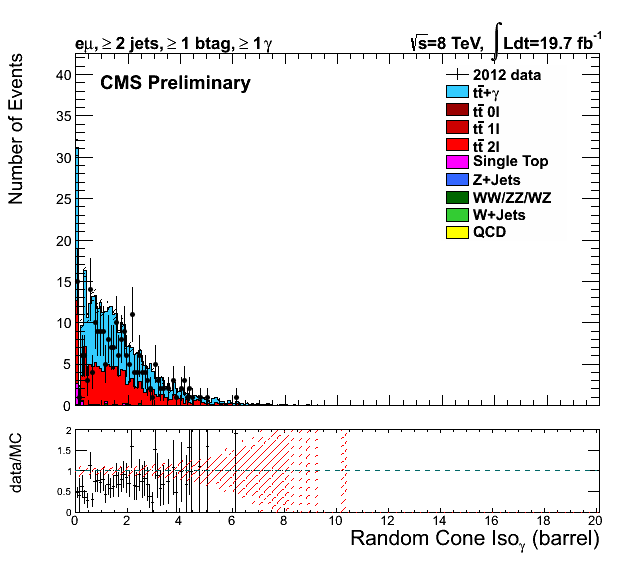 eμ, ≥ 2 jets, ≥ 1 btag, ≥ 1 γ
√s=8 TeV, ∫ Ldt=19.7 fb⁻¹
CMS Preliminary
Number of Events
40
35
30
25
20
15
10
5
0
2012 data
tt̄+γ
tt̄ 0l
tt̄ 1l
tt̄ 2l
Single Top
Z+Jets
WW/ZZ/WZ
W+Jets
QCD
data/MC
2
1.5
1
0.5
0
0 2 4 6 8 10 12 14 16 18 20
Random Cone Isoγ (barrel)